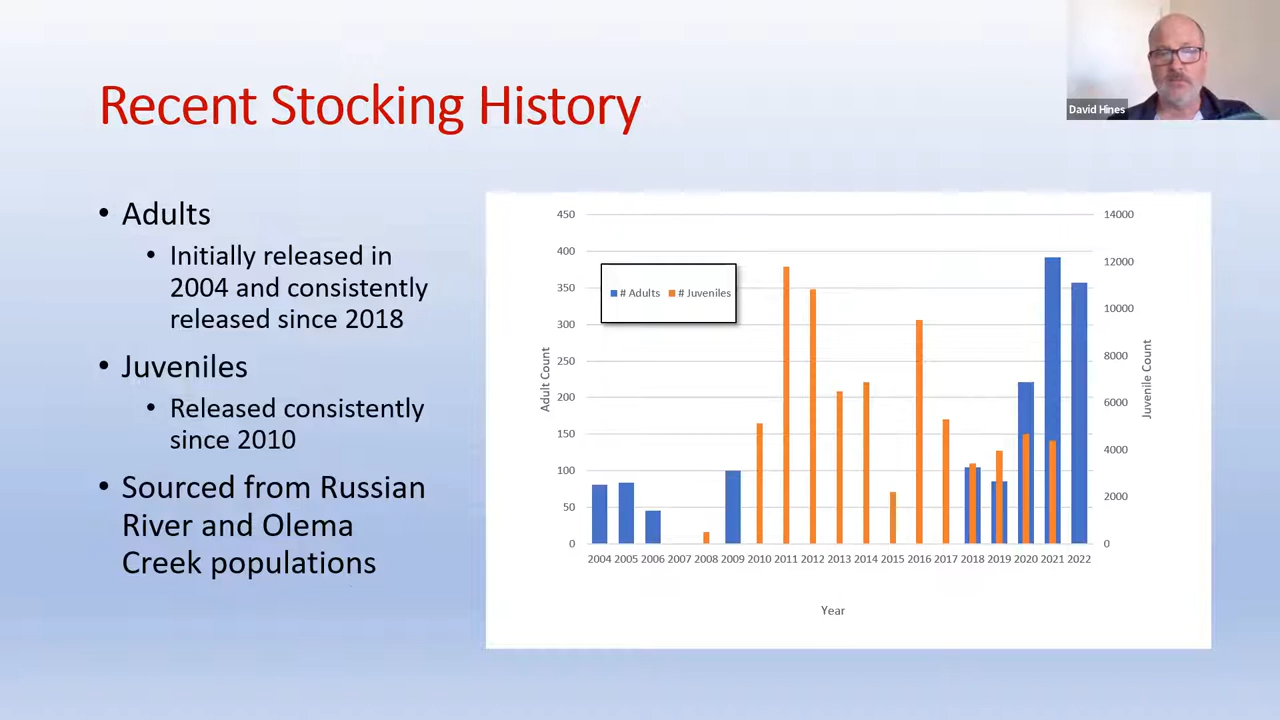 Recent Stocking History
David Hines
• Adults
• Initially released in
2004 and consistently
released since 2018
• Juveniles
• Released consistently
since 2010
• Sourced from Russian
River and Olema
Creek populations
450
400
350
300
250
200
150
100
50
0
Adult Count
# Adults # Juveniles
14000
12000
10000
8000
6000
4000
2000
0
Juvenile Count
2004 2005 2006 2007 2008 2009 2010 2011 2012 2013 2014 2015 2016 2017 2018 2019 2020 2021 2022
Year